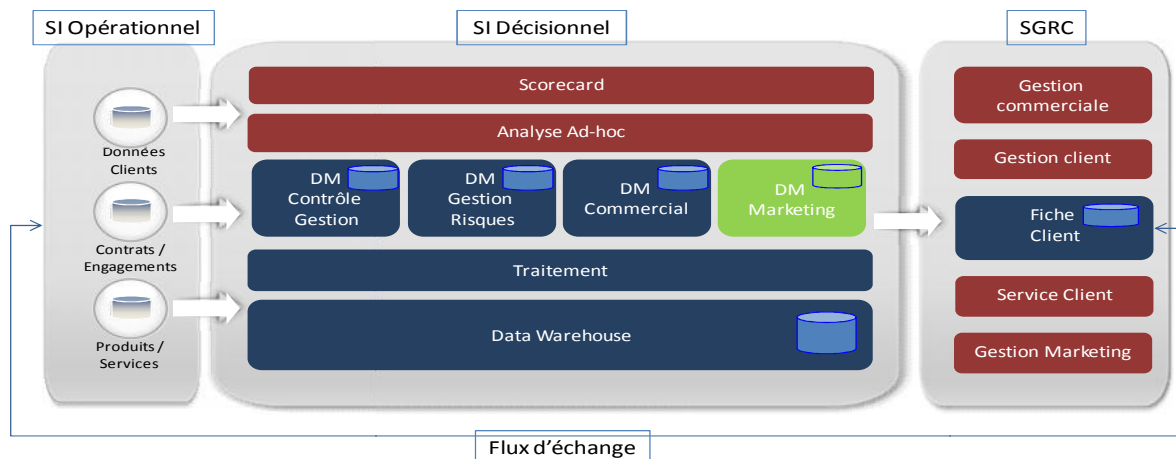 SI Opérationnel
SI Décisionnel
SGRC
Données
Clients
Contrats /
Engagements
Produits /
Services
Scorecard
Analyse Ad-hoc
DM
Contrôle
Gestion
DM
Gestion
Risques
DM
Commercial
DM
Marketing
Traitement
Data Warehouse
Gestion
commerciale
Gestion client
Fiche
Client
Service Client
Gestion Marketing
Flux d'échange